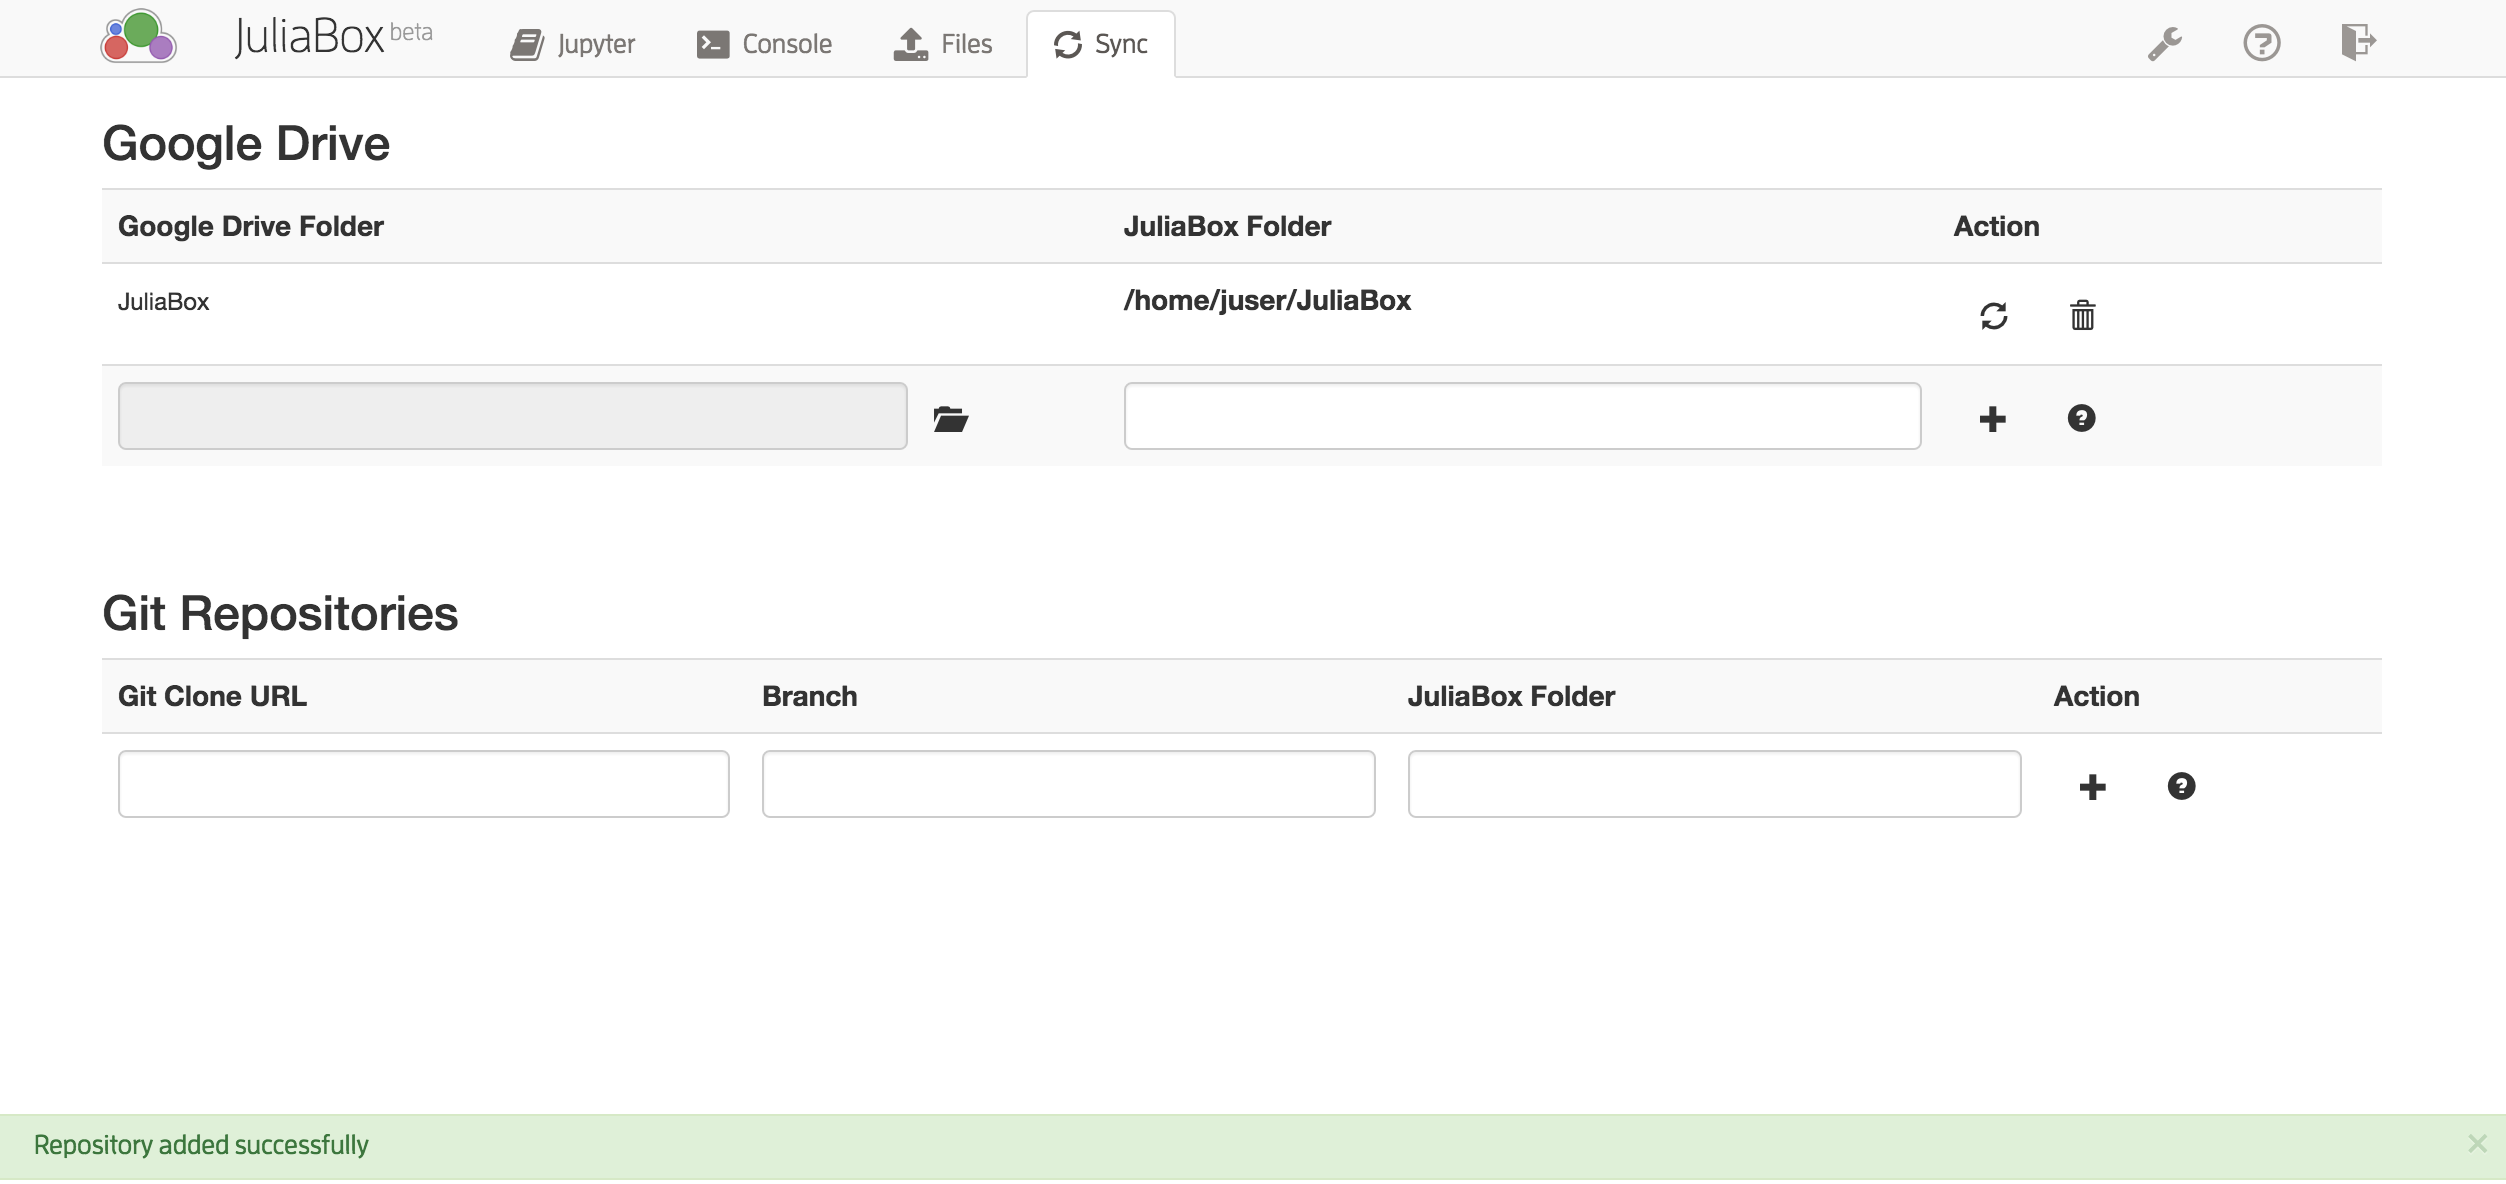 JuliaBox beta
Jupyter Console Files Sync
Google Drive
Google Drive Folder JuliaBox Folder Action
JuliaBox /home/juser/JuliaBox
Git Repositories
Git Clone URL Branch JuliaBox Folder Action
Repository added successfully